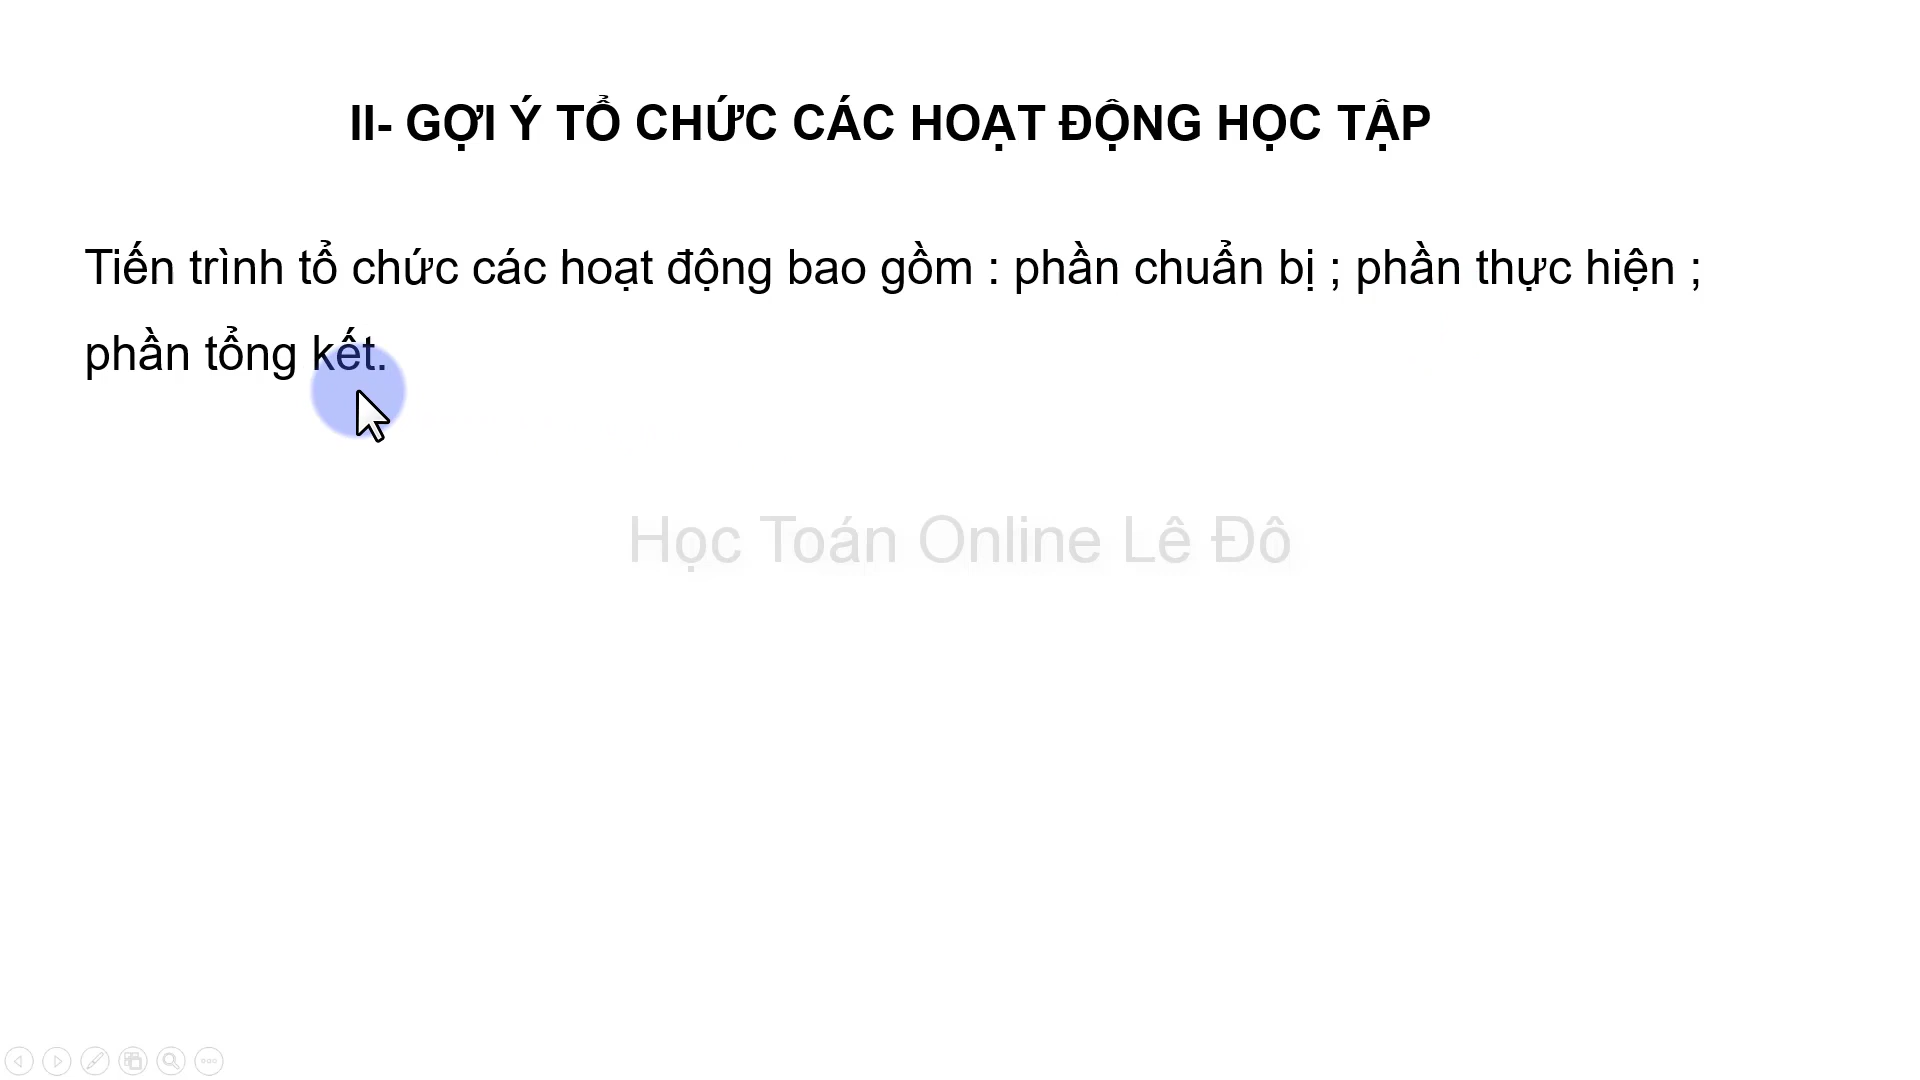 II- GỢI Ý TỔ CHỨC CÁC HOẠT ĐỘNG HỌC TẬP
Tiến trình tổ chức các hoạt động bao gồm : phần chuẩn bị ; phần thực hiện ;
phần tổng kết.
Học Toán Online Lê Đô